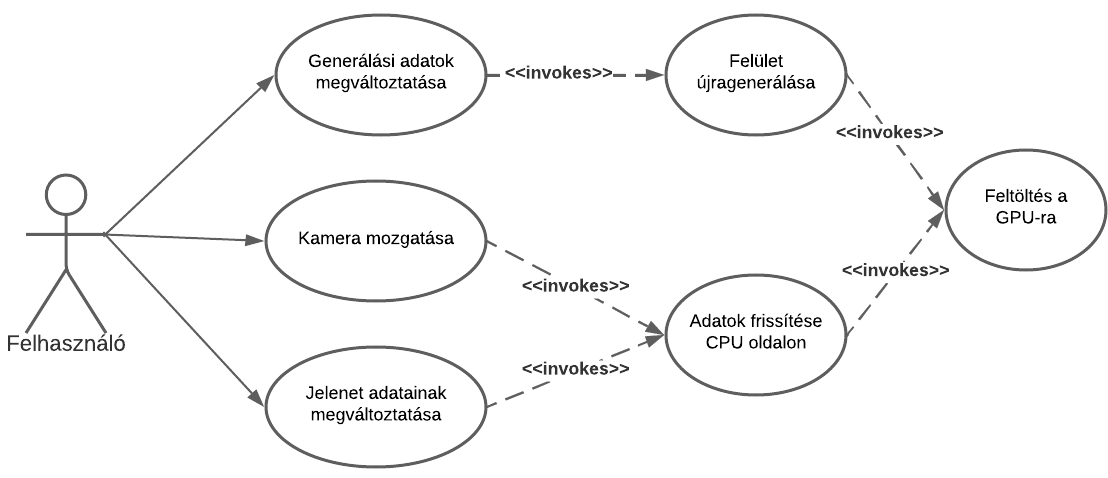 Generálási adatok
megváltoztatása
<<invokes>>
Felület
újragenerálása
<<invokes>>
Feltöltés a
GPU-ra
Kamera mozgatása
<<invokes>>
<<invokes>>
Adatok frissítése
CPU oldalon
Felhasználó
<<invokes>>
Jelenet adatainak
megváltoztatása